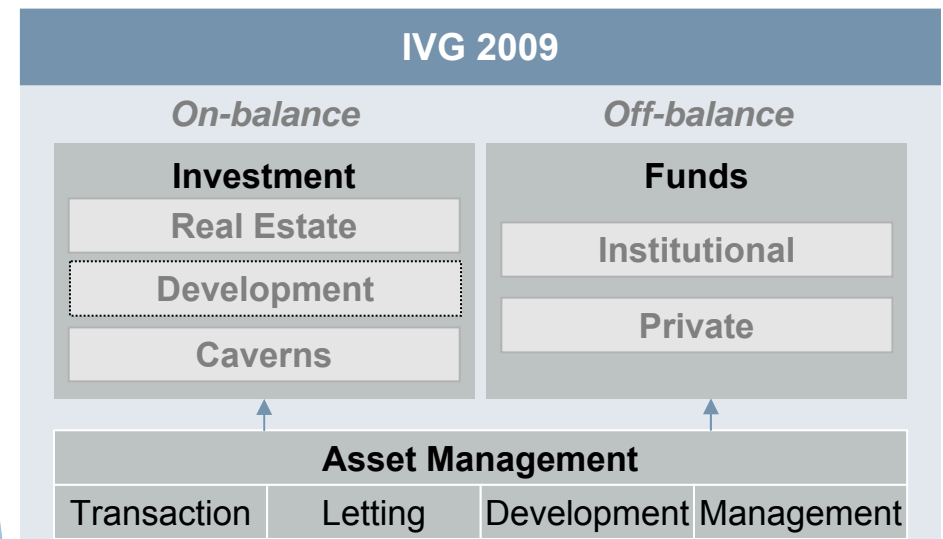 IVG 2009
On-balance
Off-balance
Investment
Real Estate
Development
Caverns
Funds
Institutional
Private
Asset Management
Transaction
Letting
Development
Management